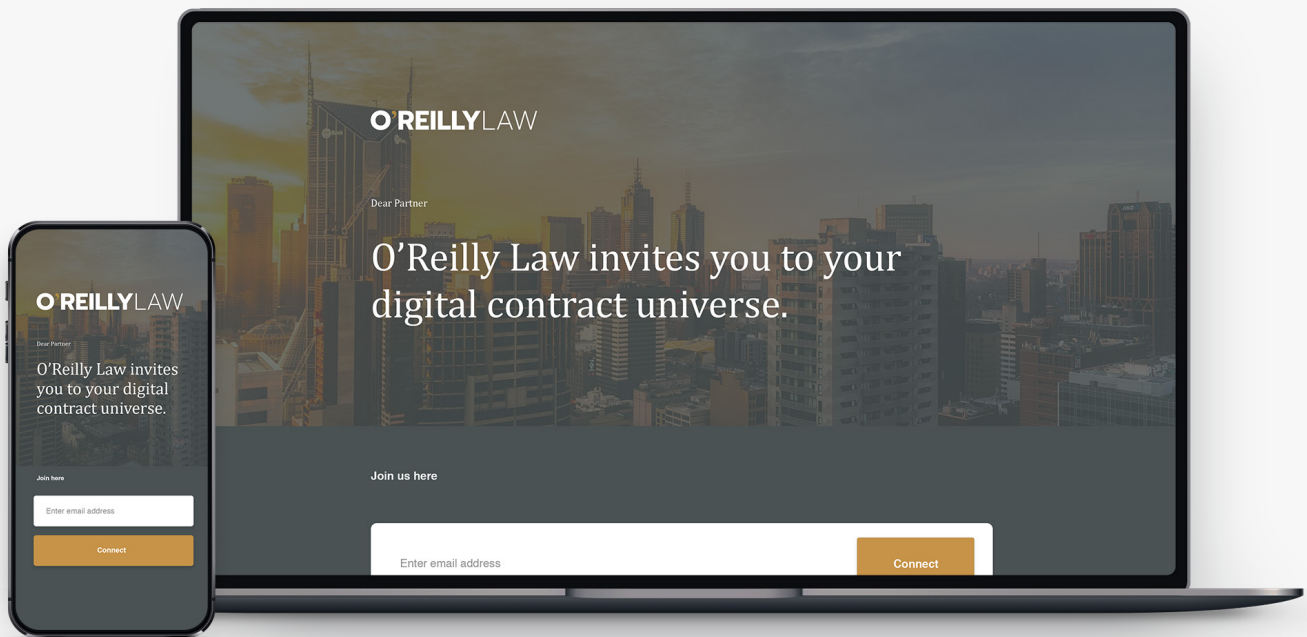 O'REILLYLAW
Dear Partner
O’Reilly Law invites you to your
digital contract universe.
Join us here
Enter email address
Connect
O'REILLYLAW
Dear Partner
O’Reilly Law invites
you to your digital
contract universe.
Join here
Enter email address
Connect